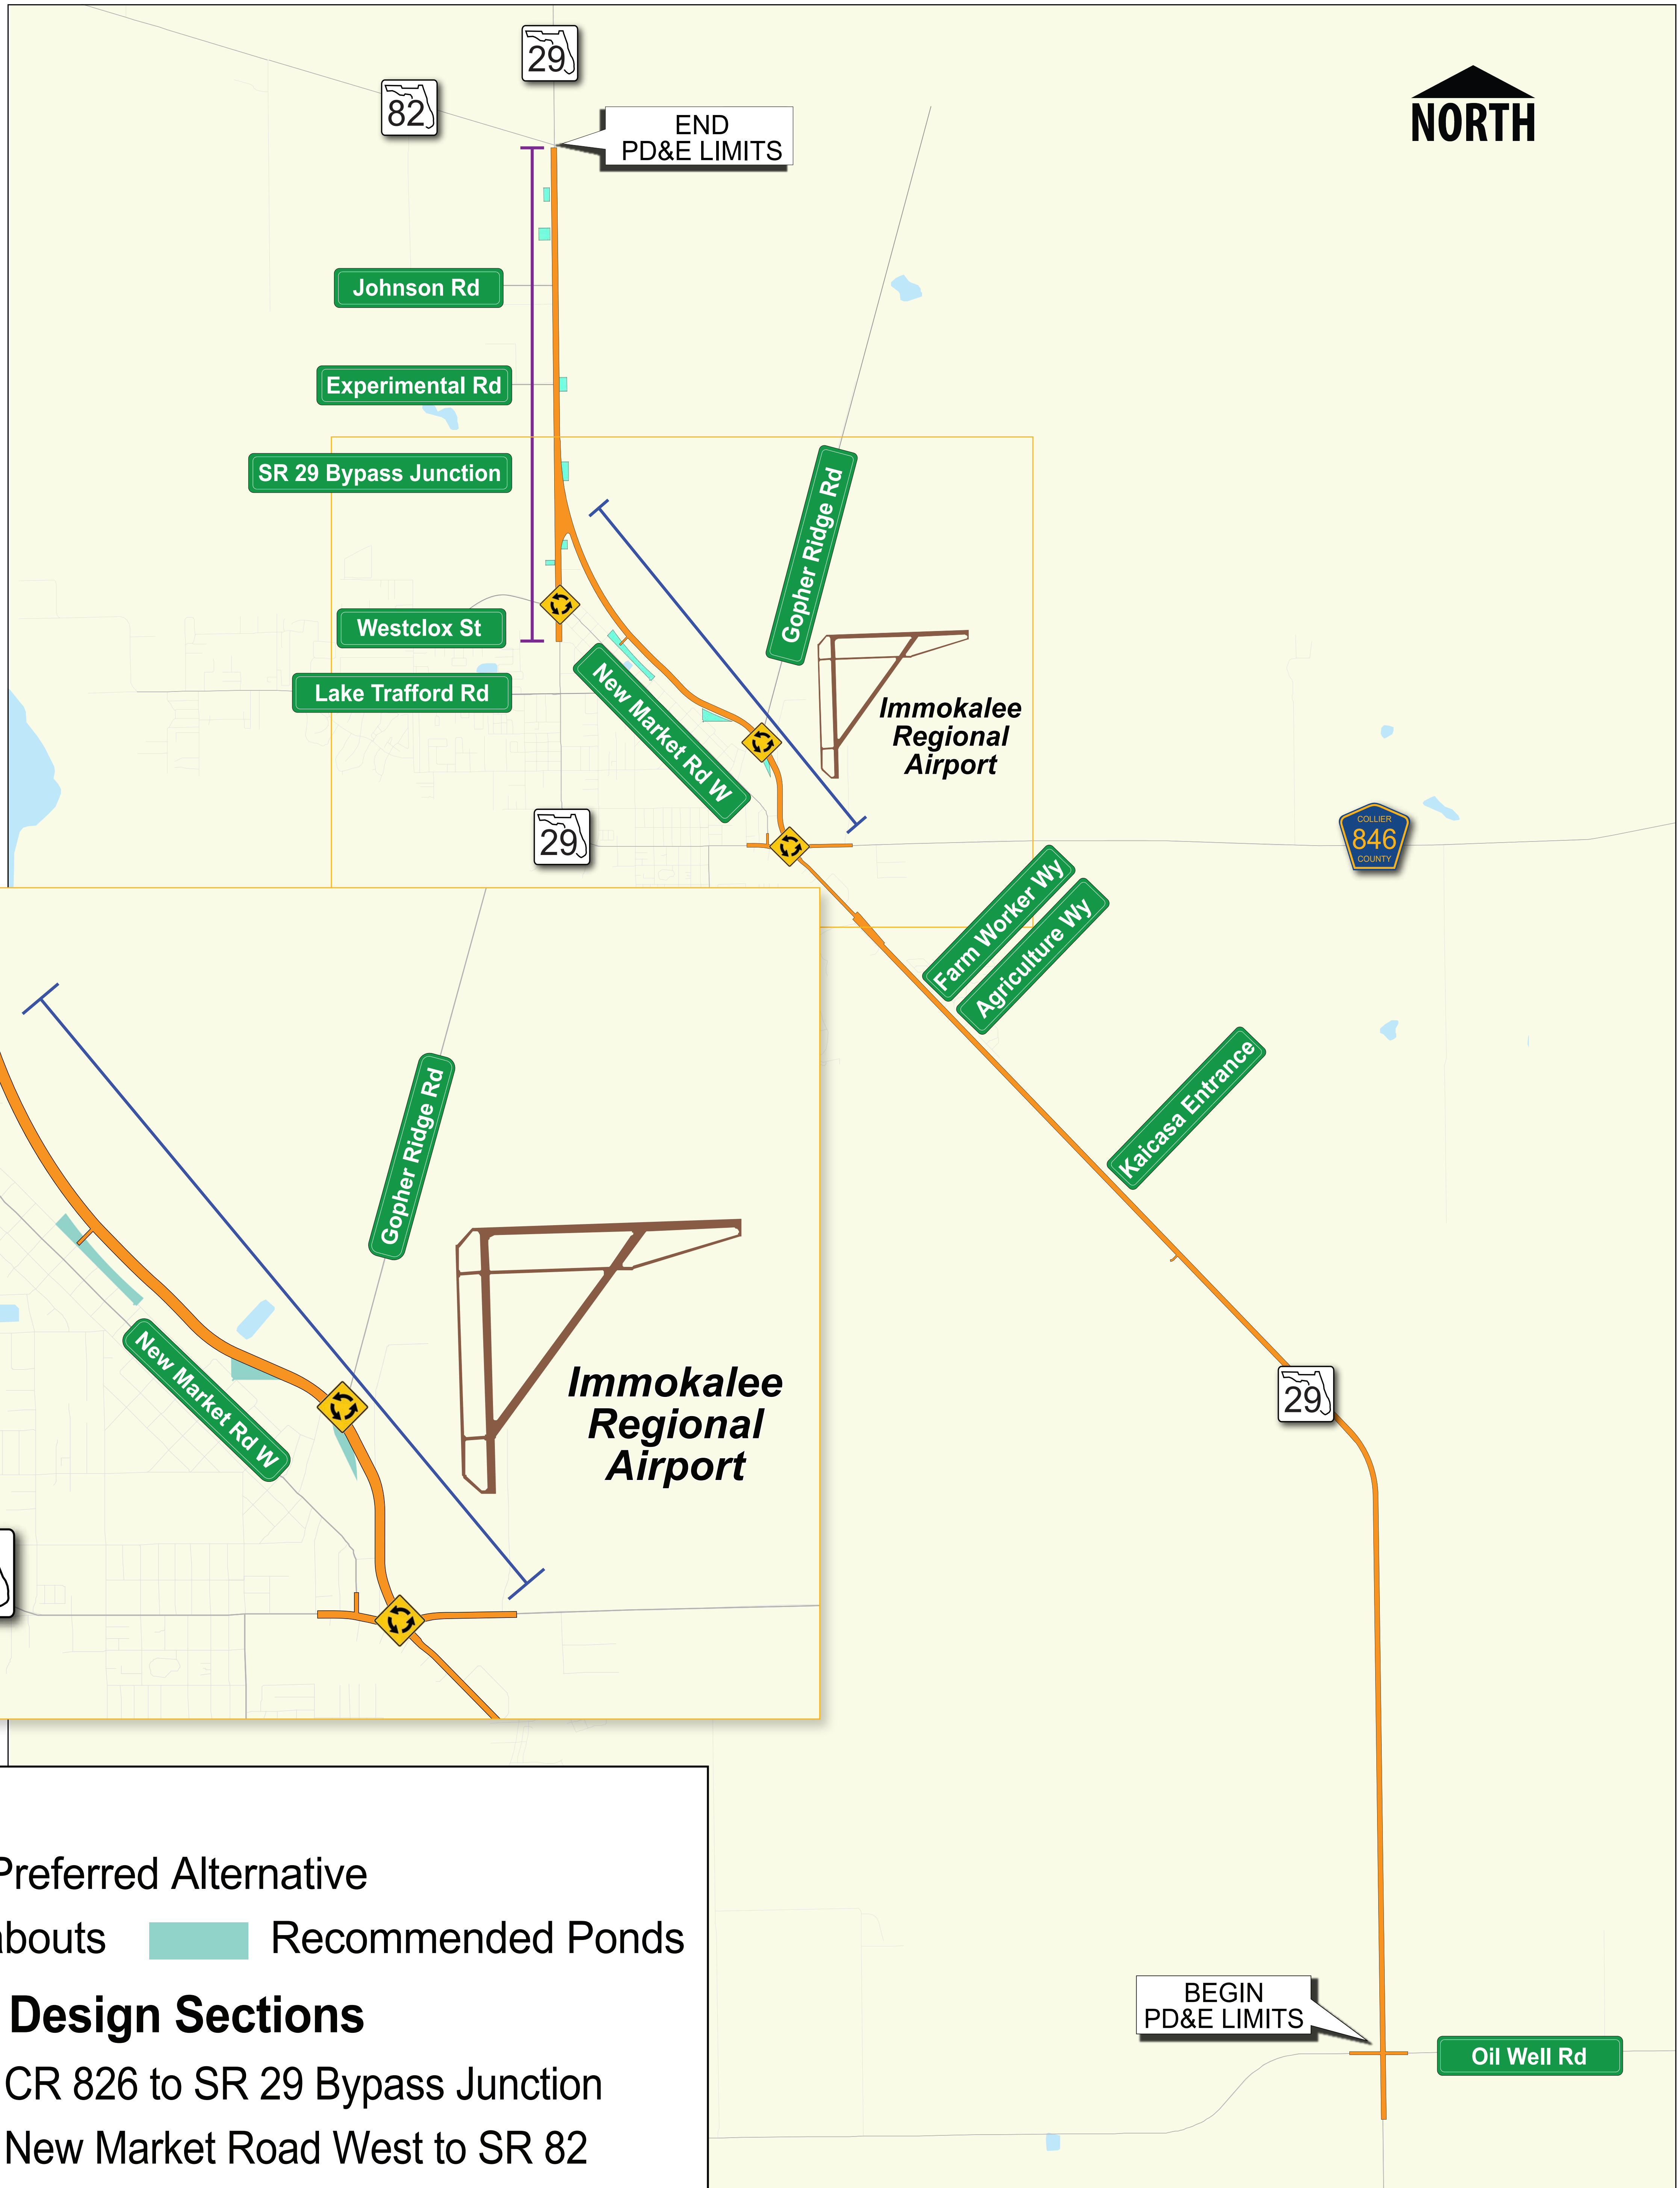 29
82
NORTH
END
PD&E LIMITS
Johnson Rd
Experimental Rd
SR 29 Bypass Junction
Gopher Ridge Rd
Westclox St
Lake Trafford Rd
New Market Rd W
Immokalee
Regional
Airport
29
COLLIER
846
COUNTY
Farm Worker Wy
Agriculture Wy
Kaicasa Entrance
Gopher Ridge Rd
New Market Rd W
Immokalee
Regional
Airport
29
Preferred Alternative
abouts
Recommended Ponds
Design Sections
CR 826 to SR 29 Bypass Junction
New Market Road West to SR 82
BEGIN
PD&E LIMITS
Oil Well Rd